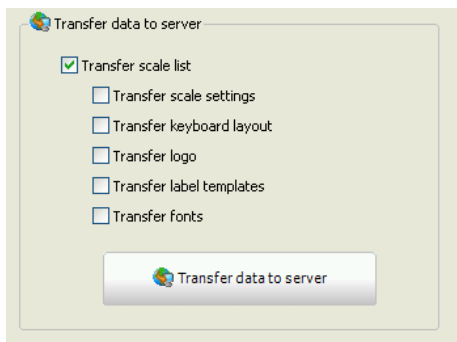 Transfer data to server
Transfer scale list
Transfer scale settings
Transfer keyboard layout
Transfer logo
Transfer label templates
Transfer fonts
Transfer data to server